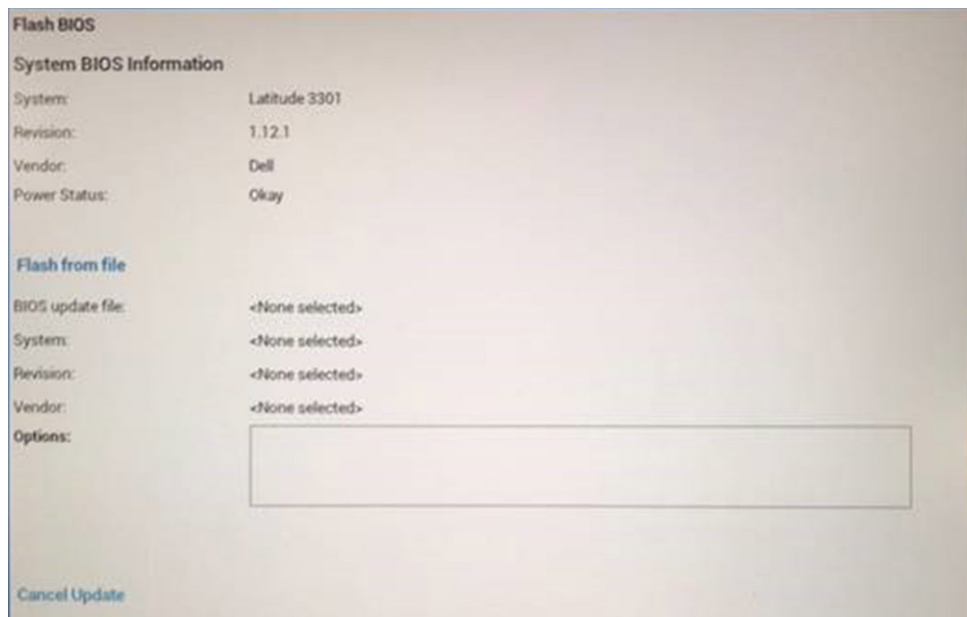 Flash BIOS
System BIOS Information
System: Latitude 3301
Revision: 1.12.1
Vendor: Dell
Power Status: Okay
Flash from file
BIOS update file: <None selected>
System: <None selected>
Revision: <None selected>
Vendor: <None selected>
Options:
Cancel Update